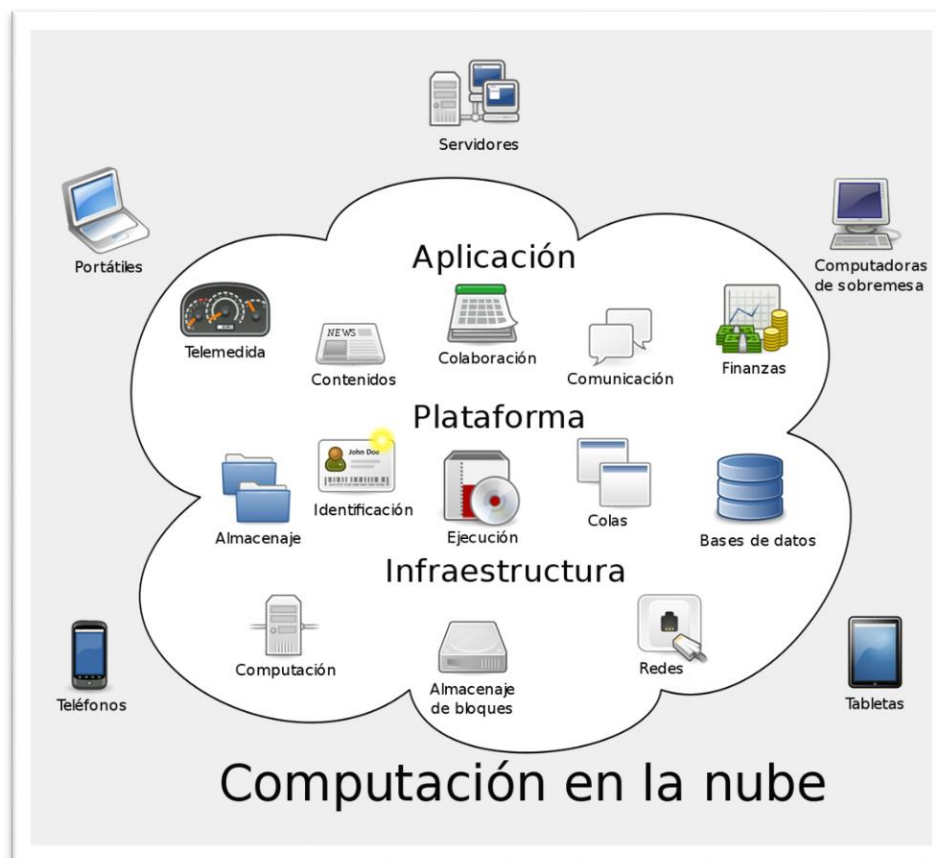 Servidores
Portátiles
Computadoras
de sobremesa
Aplicación
Telemedida
NEWS
Contenidos
Colaboración
Comunicación
Finanzas
Plataforma
Almacenaje
John Doe
Identificación
Ejecución
Colas
Bases de datos
Infraestructura
Computación
Almacenaje
de bloques
Redes
Teléfonos
Tabletas
Computación en la nube